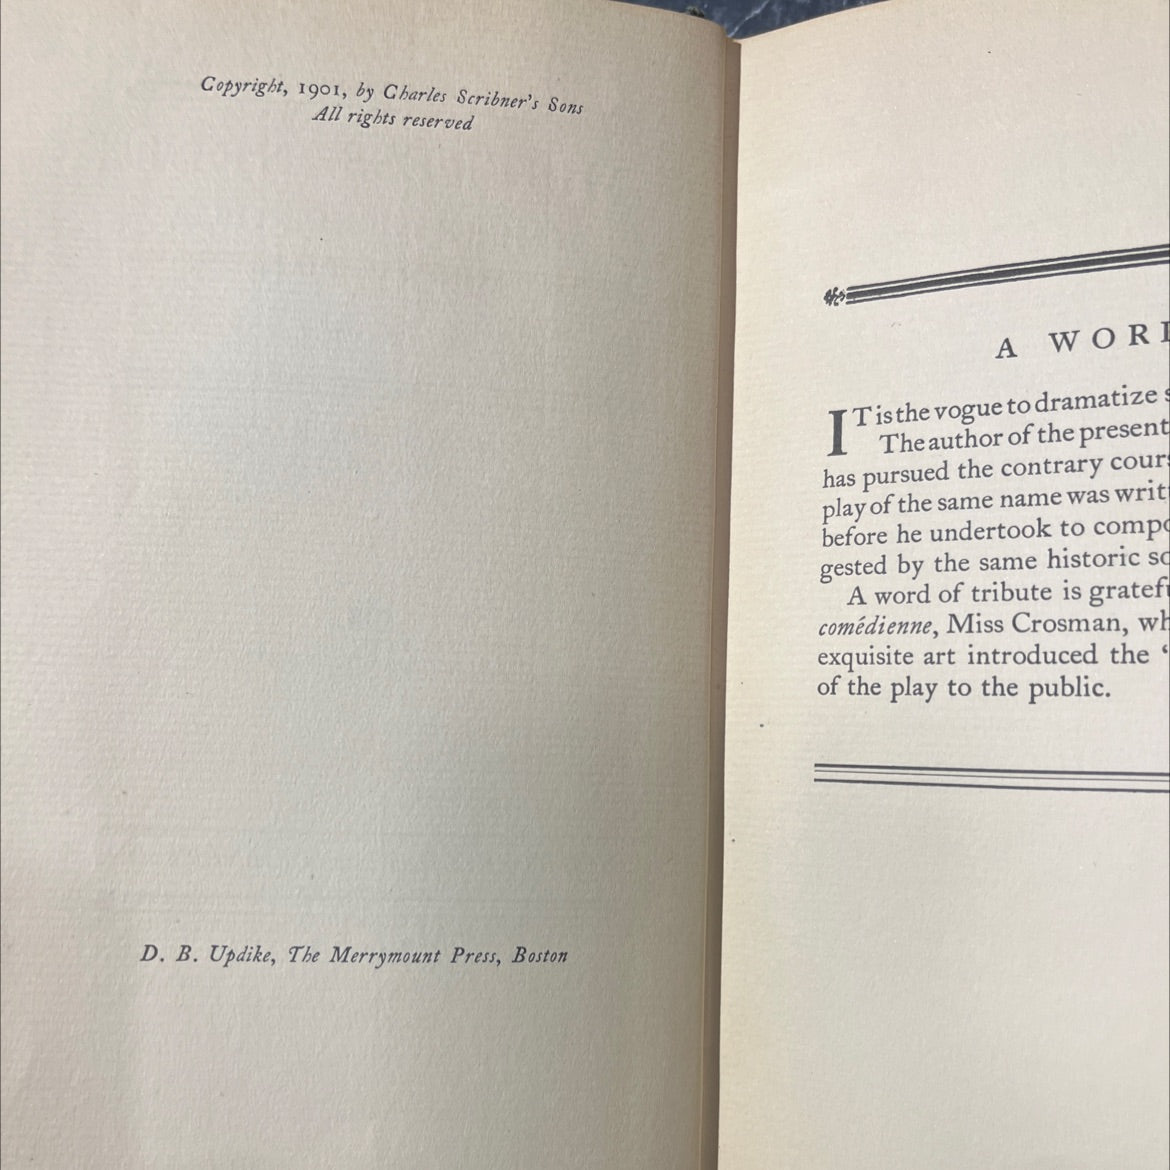 Copyright, 1901, by Charles Scribner's Sons
All rights reserved
D. B. Updike, The Merrymount Press, Boston
A WOR
IT is the vogue to dramatize
The author of the present
has pursued the contrary cour
play of the same name was writ
before he undertook to comp
gested by the same historic
A word of tribute is gratef
comédienne, Miss Crosman, wh
exquisite art introduced the '
of the play to the public.